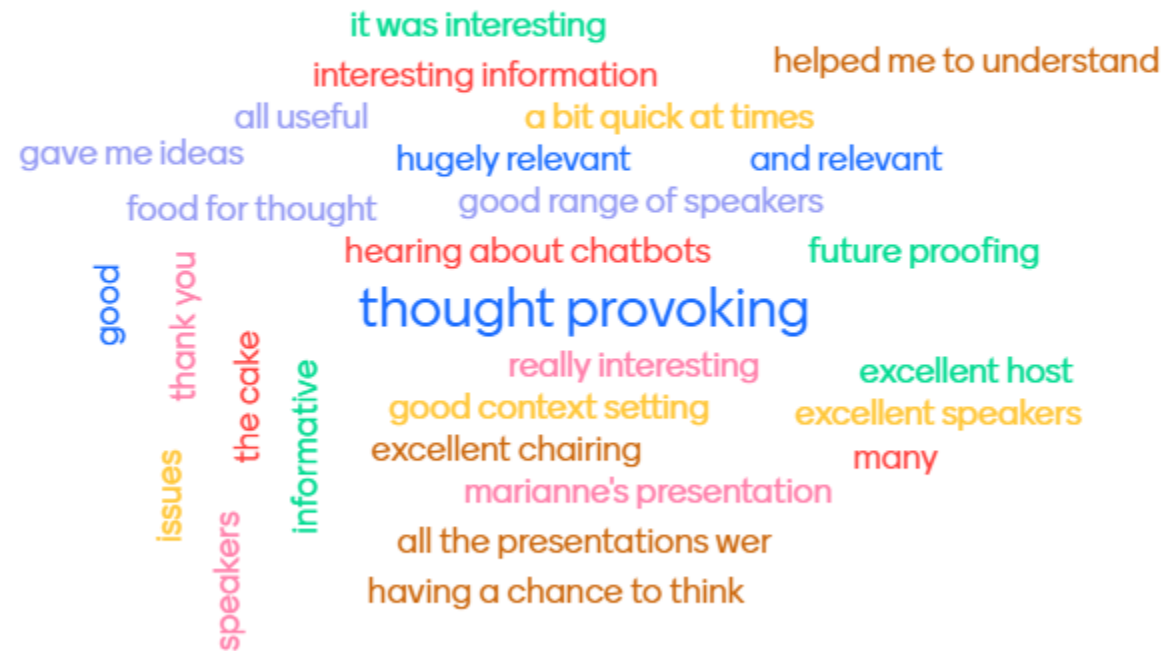 it was interesting
helped me to understand
interesting information
all useful
a bit quick at times
gave me ideas
hugely relevant
and relevant
food for thought
good range of speakers
hearing about chatbots
future proofing
good
thank you
thought provoking
the cake
informative
really interesting
excellent host
good context setting
excellent speakers
excellent chairing
many
issues
marianne's presentation
speakers
all the presentations wer
having a chance to think